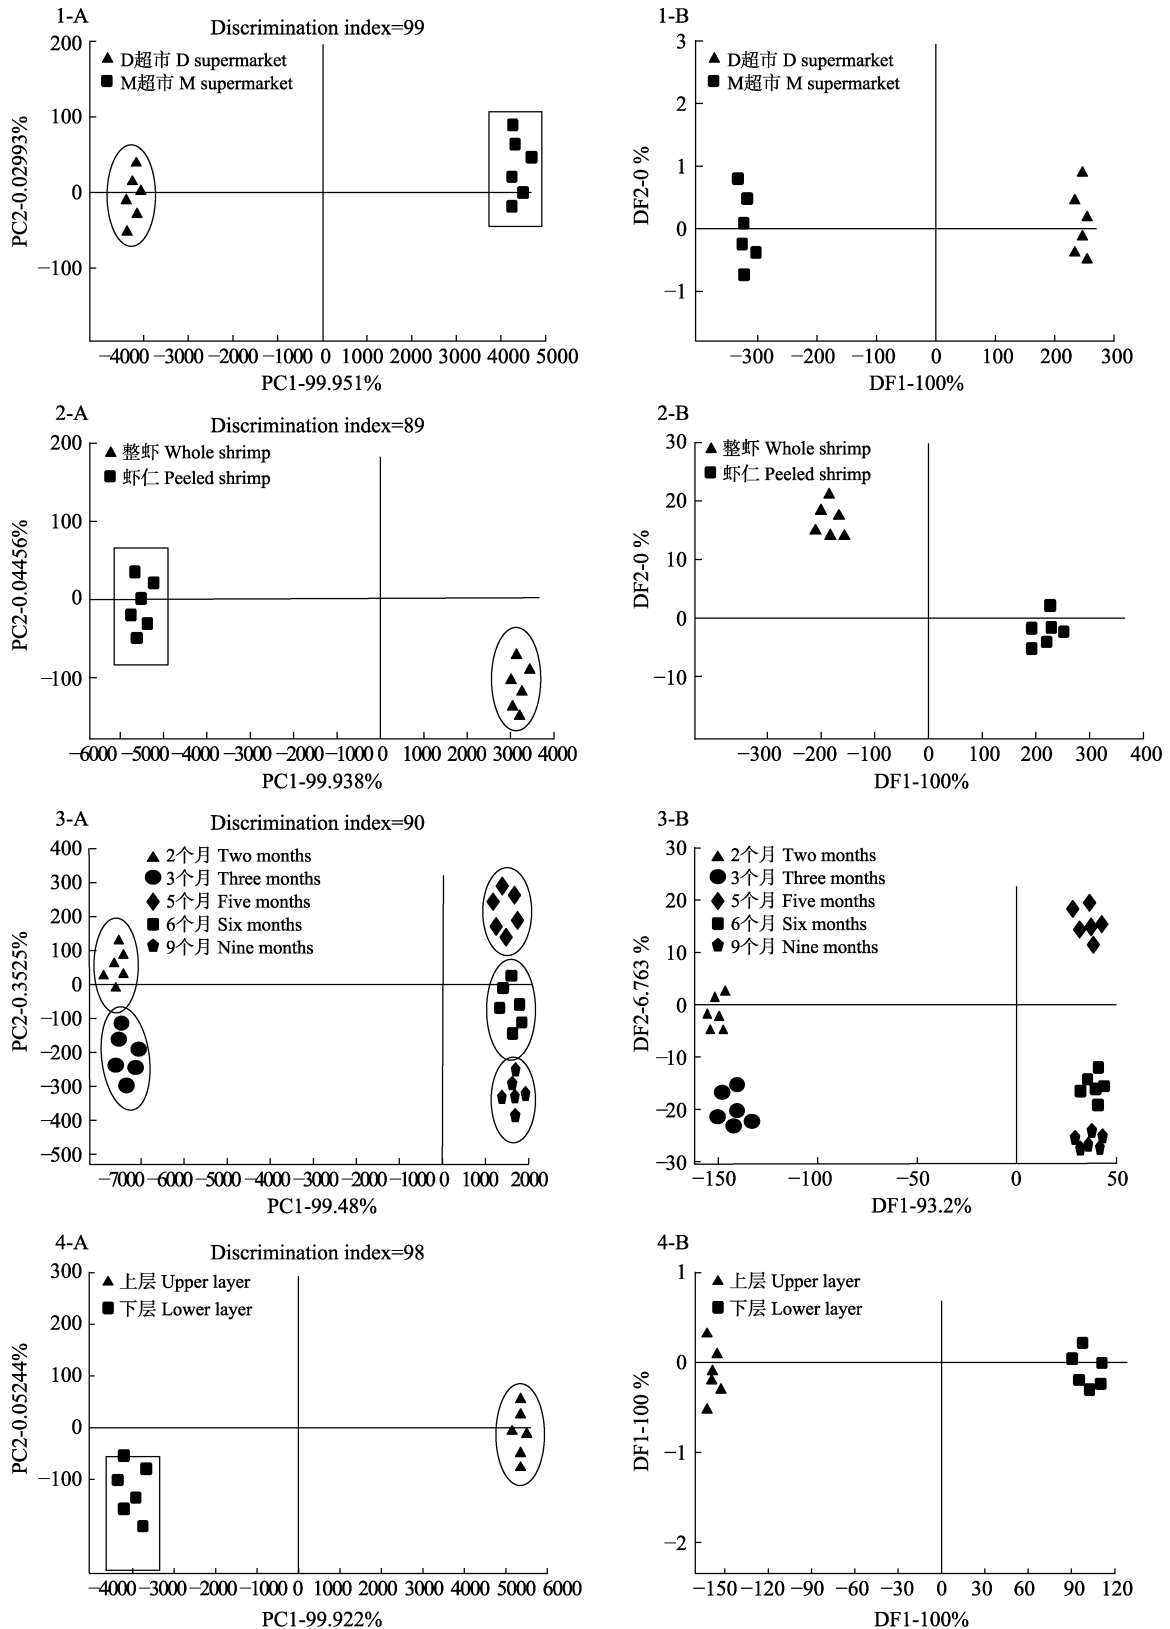 1-A
Discrimination index=99
200
▲ D超市 D supermarket
■ M超市 M supermarket
100
0
−100
PC2-0.02993%
−4000 −3000 −2000 −1000 0 1000 2000 3000 4000 5000
PC1-99.951%
1-B
3
▲ D超市 D supermarket
■ M超市 M supermarket
2
1
0
−1
DF2-0 %
−300 −200 −100 0 100 200 300
DF1-100%
2-A
Discrimination index=89
200
▲ 整虾 Whole shrimp
■ 虾仁 Peeled shrimp
100
0
−100
PC2-0.04456%
−6000 −5000 −4000 −3000 −2000 −1000 0 1000 2000 3000 4000
PC1-99.938%
2-B
30
▲ 整虾 Whole shrimp
■ 虾仁 Peeled shrimp
20
10
0
−10
DF2-0 %
−300 −200 −100 0 100 200 300 400
DF1-100%
3-A
Discrimination index=90
400
▲ 2个月 Two months
● 3个月 Three months
◆ 5个月 Five months
■ 6个月 Six months
⬟ 9个月 Nine months
300
200
100
0
−100
−200
−300
−400
−500
PC2-0.3525%
−7000 −6000 −5000 −4000 −3000 −2000 −1000 0 1000 2000
PC1-99.48%
3-B
30
▲ 2个月 Two months
● 3个月 Three months
◆ 5个月 Five months
■ 6个月 Six months
⬟ 9个月 Nine months
20
10
0
−10
−20
−30
DF2-6.763 %
−150 −100 −50 0 50
DF1-93.2%
4-A
Discrimination index=98
300
▲ 上层 Upper layer
■ 下层 Lower layer
200
100
0
−100
PC2-0.05244%
−4000 −3000 −2000 −1000 0 1000 2000 3000 4000 5000 6000
PC1-99.922%
4-B
1
▲ 上层 Upper layer
■ 下层 Lower layer
0
−1
−2
DF1-100 %
−150 −120 −90 −60 −30 0 30 60 90 120
DF1-100%